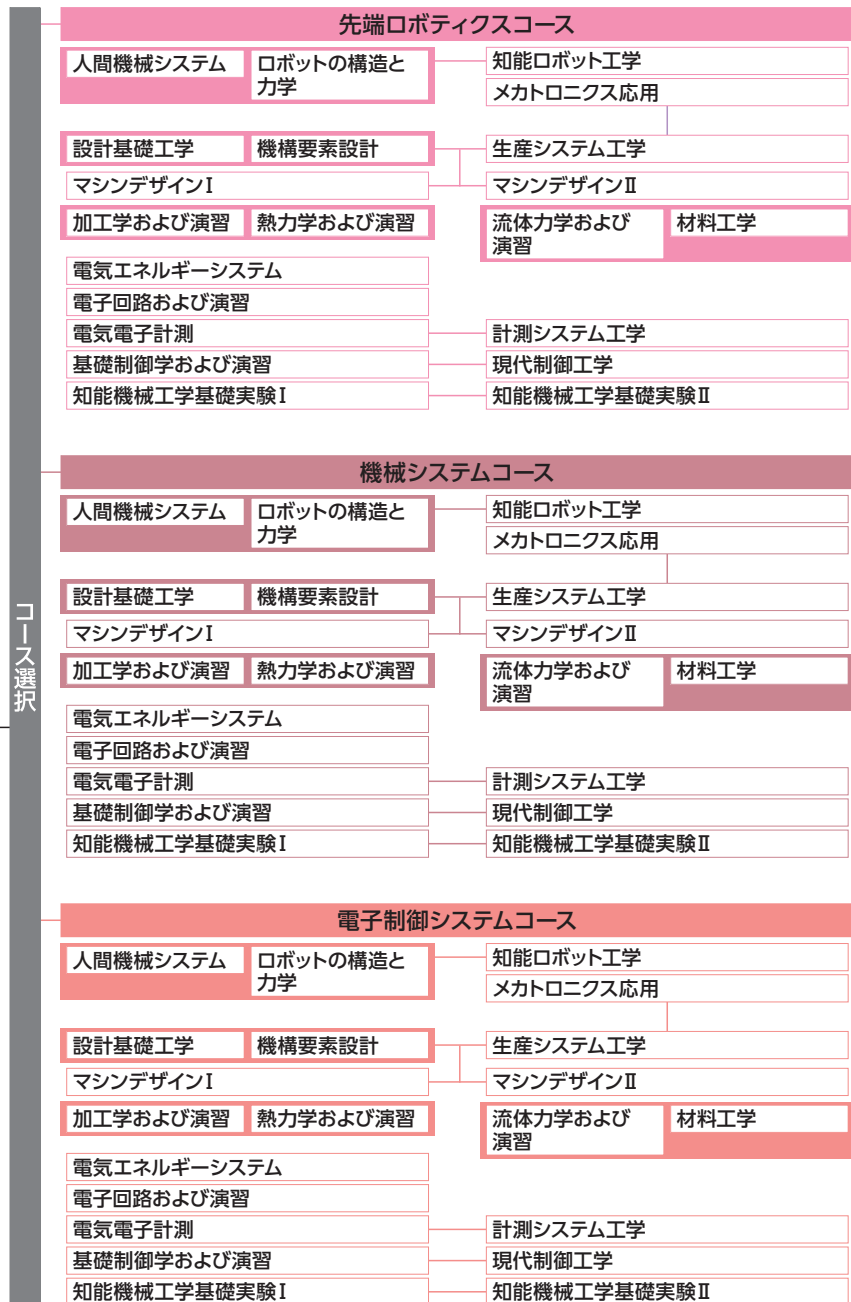 コース選択
先端ロボティクスコース
人間機械システム
ロボットの構造と
力学
知能ロボット工学
メカトロニクス応用
設計基礎工学
機構要素設計
生産システム工学
マシンデザインⅠ
マシンデザインⅡ
加工学および演習
熱力学および演習
流体力学および
演習
材料工学
電気エネルギーシステム
電子回路および演習
電気電子計測
計測システム工学
基礎制御学および演習
現代制御工学
知能機械工学基礎実験Ⅰ
知能機械工学基礎実験Ⅱ
機械システムコース
人間機械システム
ロボットの構造と
力学
知能ロボット工学
メカトロニクス応用
設計基礎工学
機構要素設計
生産システム工学
マシンデザインⅠ
マシンデザインⅡ
加工学および演習
熱力学および演習
流体力学および
演習
材料工学
電気エネルギーシステム
電子回路および演習
電気電子計測
計測システム工学
基礎制御学および演習
現代制御工学
知能機械工学基礎実験Ⅰ
知能機械工学基礎実験Ⅱ
電子制御システムコース
人間機械システム
ロボットの構造と
力学
知能ロボット工学
メカトロニクス応用
設計基礎工学
機構要素設計
生産システム工学
マシンデザインⅠ
マシンデザインⅡ
加工学および演習
熱力学および演習
流体力学および
演習
材料工学
電気エネルギーシステム
電子回路および演習
電気電子計測
計測システム工学
基礎制御学および演習
現代制御工学
知能機械工学基礎実験Ⅰ
知能機械工学基礎実験Ⅱ